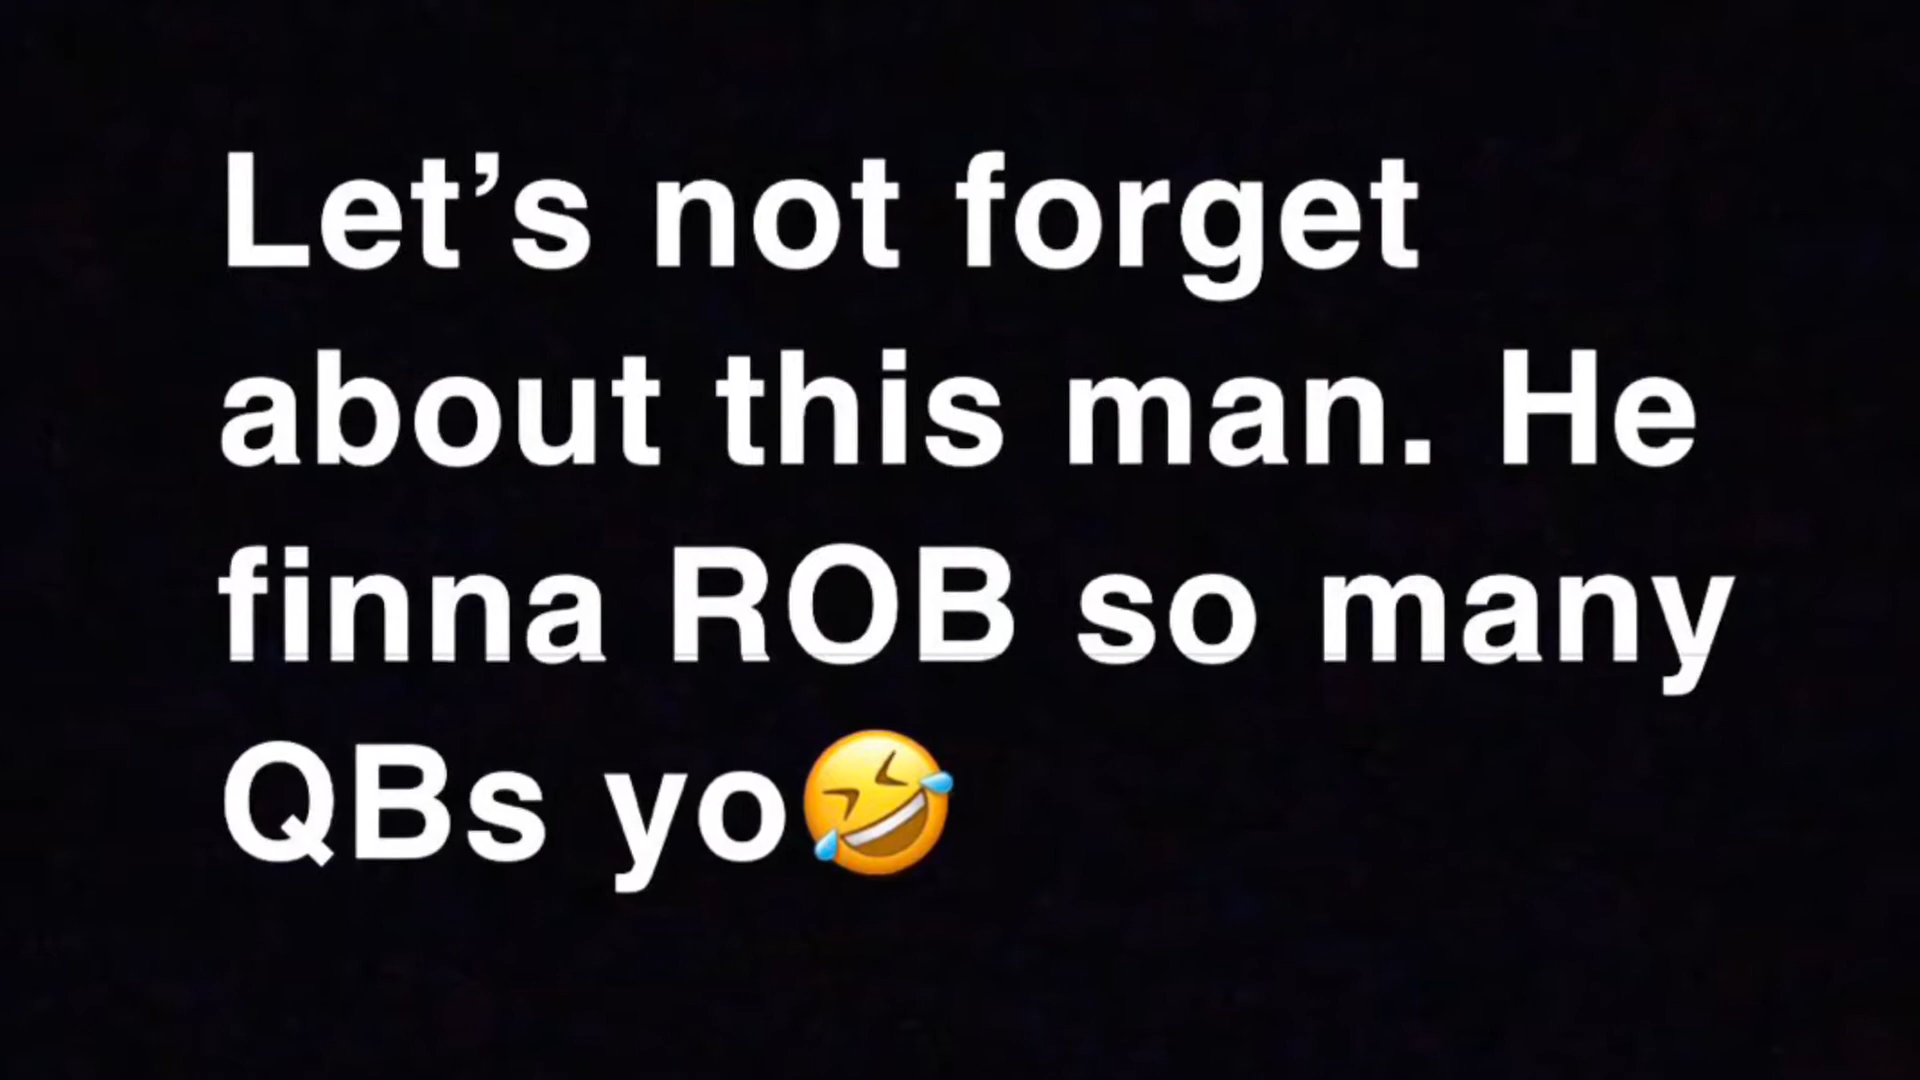 Let’s not forget
about this man. He
finna ROB so many
QBs yo🤣